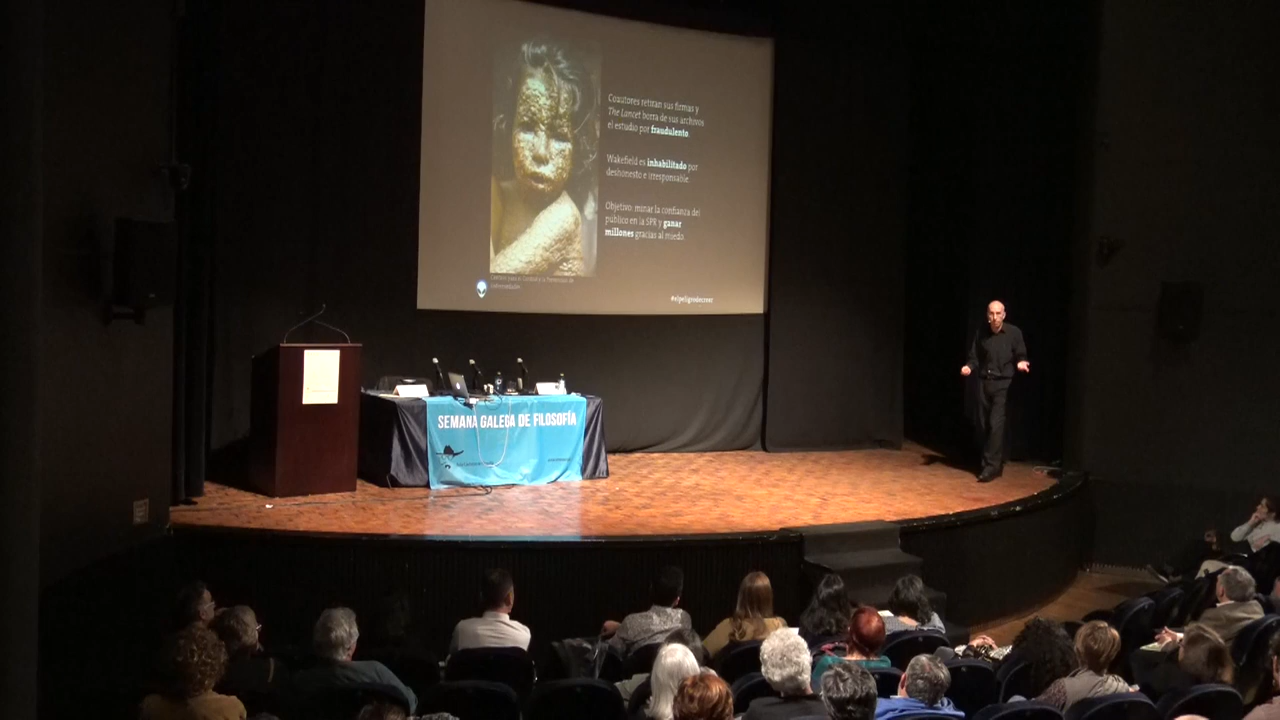 Coautores retiran sus firmas y
The Lancet borra de sus archivos
el estudio por fraudulento.
Wakefield es inhabilitado por
deshonesto e irresponsable.
Objetivo: minar la confianza del
público en la SPR y ganar
millones gracias al miedo.
#elpeligrodecreer
SEMANA GALEGA DE FILOSOFÍA